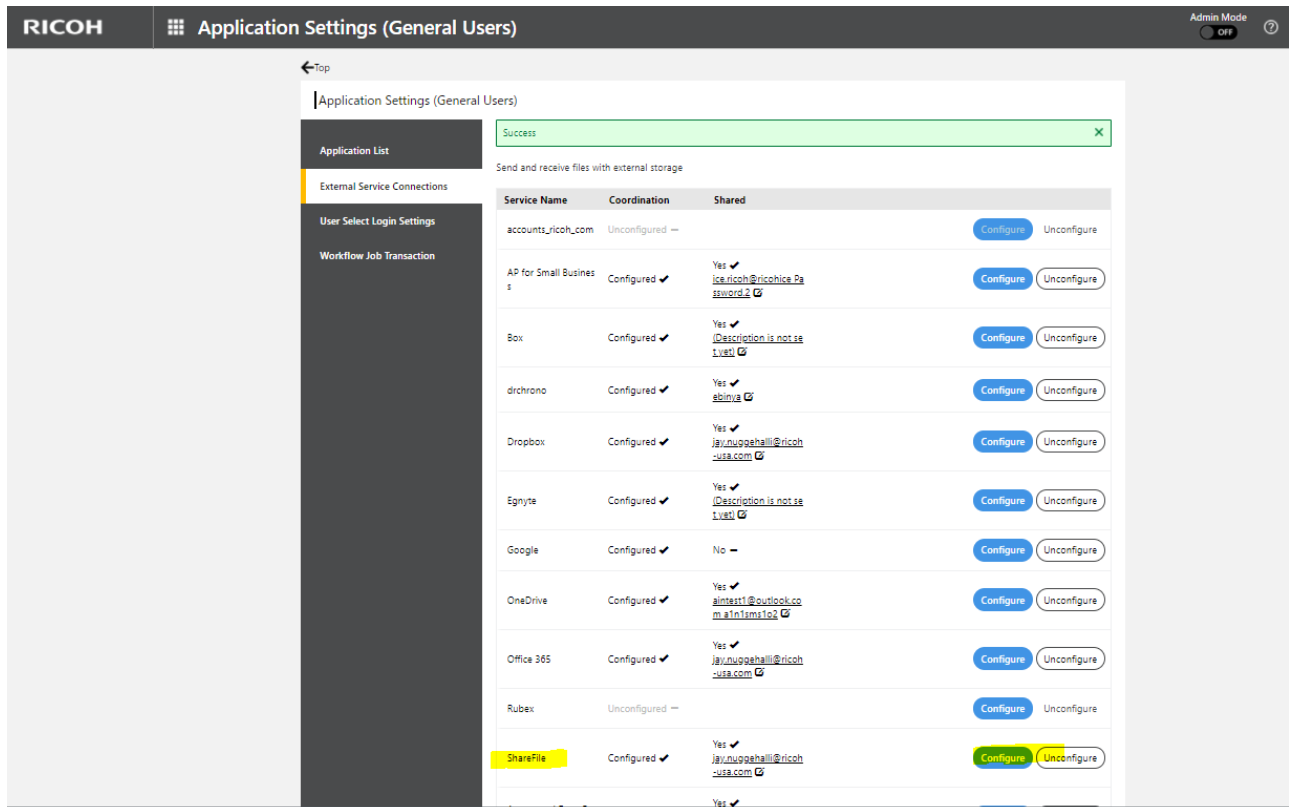 RICOH
Application Settings (General Users)
Admin Mode
OFF
Top
Application Settings (General Users)
Application List
External Service Connections
User Select Login Settings
Workflow Job Transaction
Success
Send and receive files with external storage
Service Name Coordination Shared
accounts_ricoh_com Unconfigured Configure Unconfigure
AP for Small Busines
s
Configured
Yes
ice.ricoh@ricohice Pa
ssword.2
Configure Unconfigure
Box Configured
Yes
(Description is not se
t yet)
Configure Unconfigure
drchrono Configured
Yes
ebinya
Configure Unconfigure
Dropbox Configured
Yes
jay.nuggehalli@ricoh
-usa.com
Configure Unconfigure
Egnyte Configured
Yes
(Description is not se
t yet)
Configure Unconfigure
Google Configured No Configure Unconfigure
OneDrive Configured
Yes
aintest1@outlook.co
m a1n1sms1o2
Configure Unconfigure
Office 365 Configured
Yes
jay.nuggehalli@ricoh
-usa.com
Configure Unconfigure
Rubex Unconfigured Configure Unconfigure
ShareFile Configured
Yes
jay.nuggehalli@ricoh
-usa.com
Configure Unconfigure
Yes